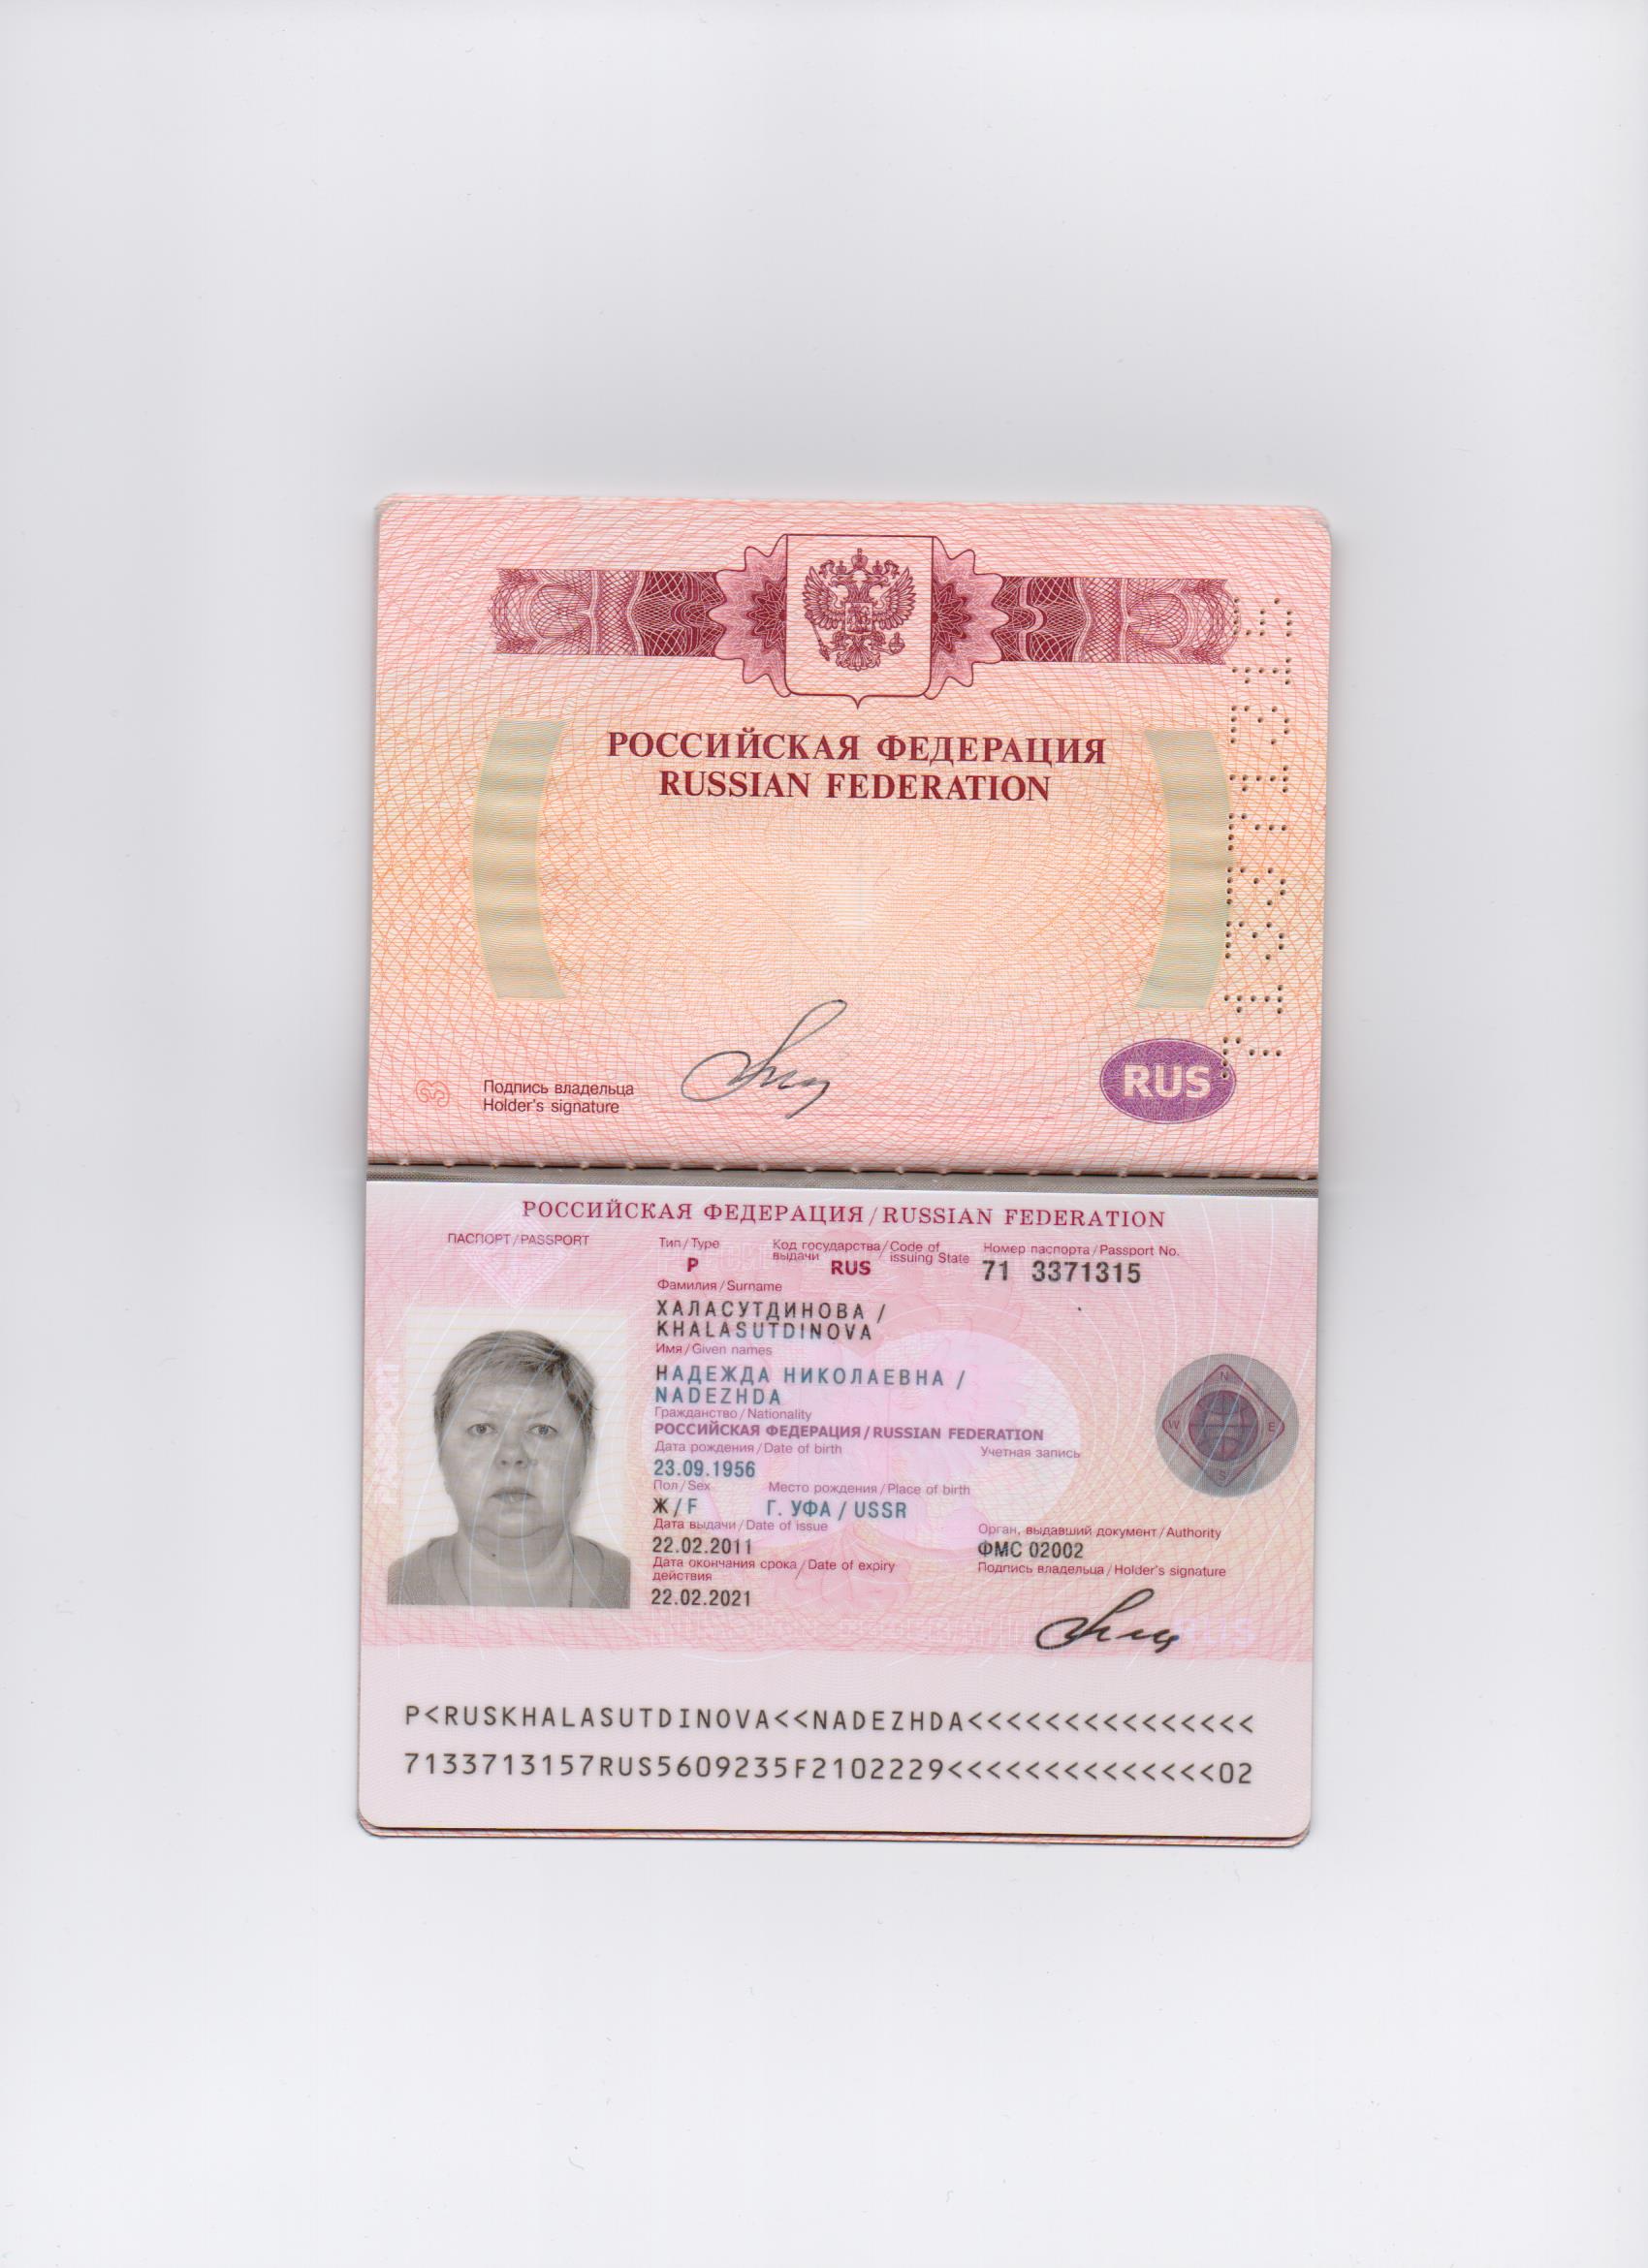 РОССИЙСКАЯ ФЕДЕРАЦИЯ
RUSSIAN FEDERATION
Подпись владельца
Holder's signature
RUS
РОССИЙСКАЯ ФЕДЕРАЦИЯ/RUSSIAN FEDERATION
ПАСПОРТ/PASSPORT
Тип/Type
Код государства/Code of
выдачи issuing State
Номер паспорта/Passport No.
P RUS 71 3371315
Фамилия/Surname
ХАЛАСУТДИНОВА /
KHALASUTDINOVA
Имя/Given names
НАДЕЖДА НИКОЛАЕВНА /
NADEZHDA
Гражданство/Nationality
РОССИЙСКАЯ ФЕДЕРАЦИЯ/RUSSIAN FEDERATION
Дата рождения/Date of birth Учетная запись
23.09.1956
Пол/Sex Место рождения/Place of birth
Ж/F Г. УФА / USSR
Дата выдачи/Date of issue Орган, выдавший документ/Authority
22.02.2011 ФМС 02002
Дата окончания срока/Date of expiry
действия
Подпись владельца/Holder's signature
22.02.2021
N
W E
S
P<RUSKHALASUTDINOVA<<NADEZHDA<<<<<<<<<<<<<<<
7133713157RUS5609235F2102229<<<<<<<<<<<<<<02